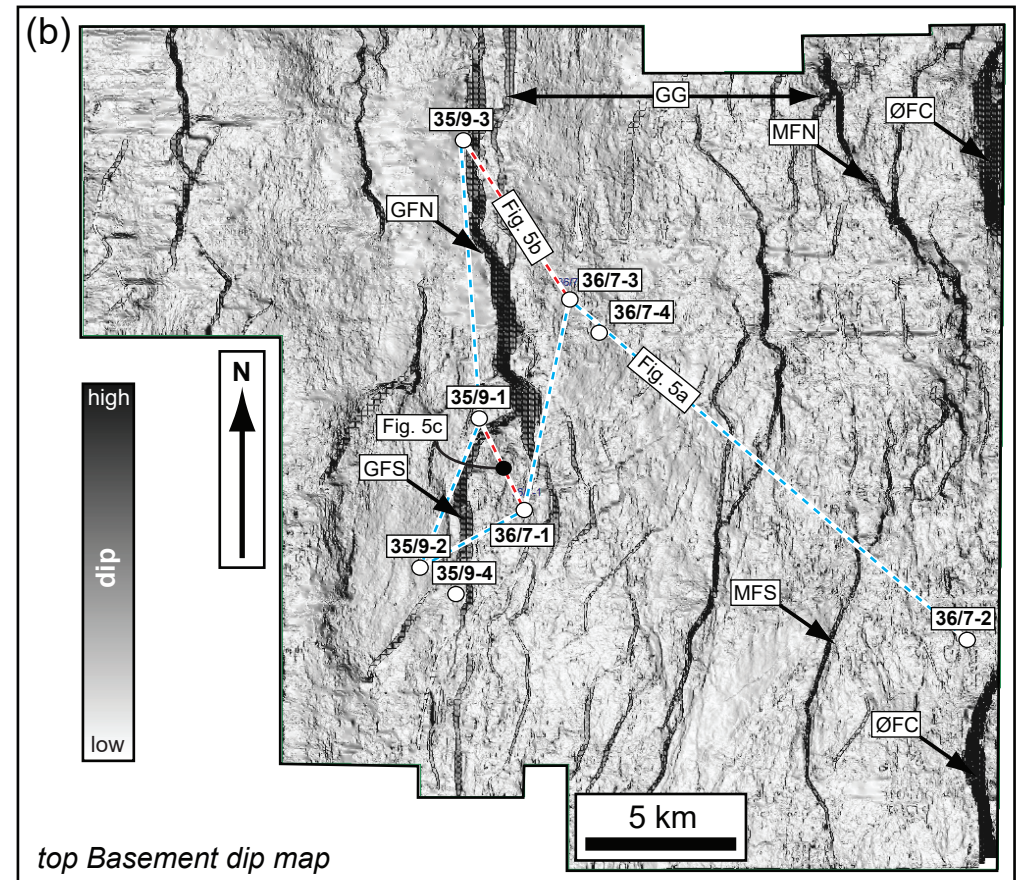 (b)
GG
35/9-3
ØFC
MFN
GFN
Fig. 5b
36/7-3
36/7-4
N
Fig. 5a
high
35/9-1
Fig. 5c
GFS
dip
36/7-1
35/9-2
35/9-4
MFS
36/7-2
low
ØFC
5 km
top Basement dip map